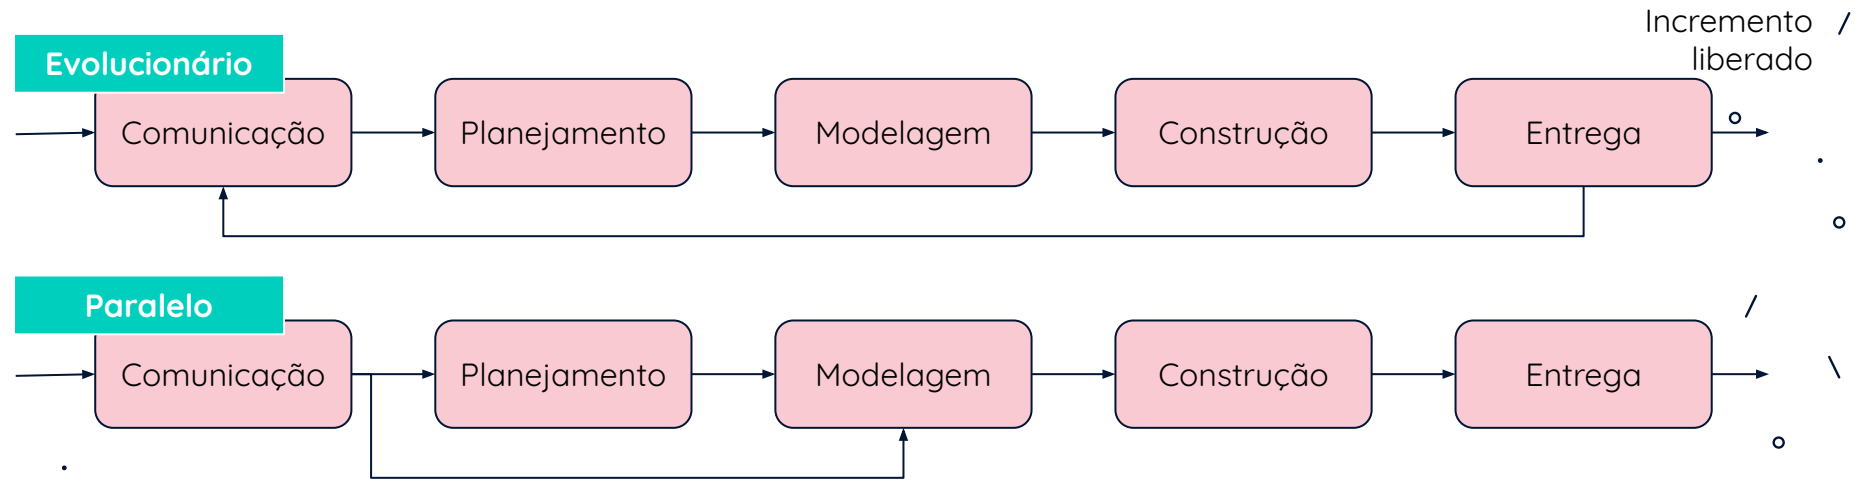 Incremento
liberado
Evolucionário
Comunicação
Planejamento
Modelagem
Construção
Entrega
Paralelo
Comunicação
Planejamento
Modelagem
Construção
Entrega